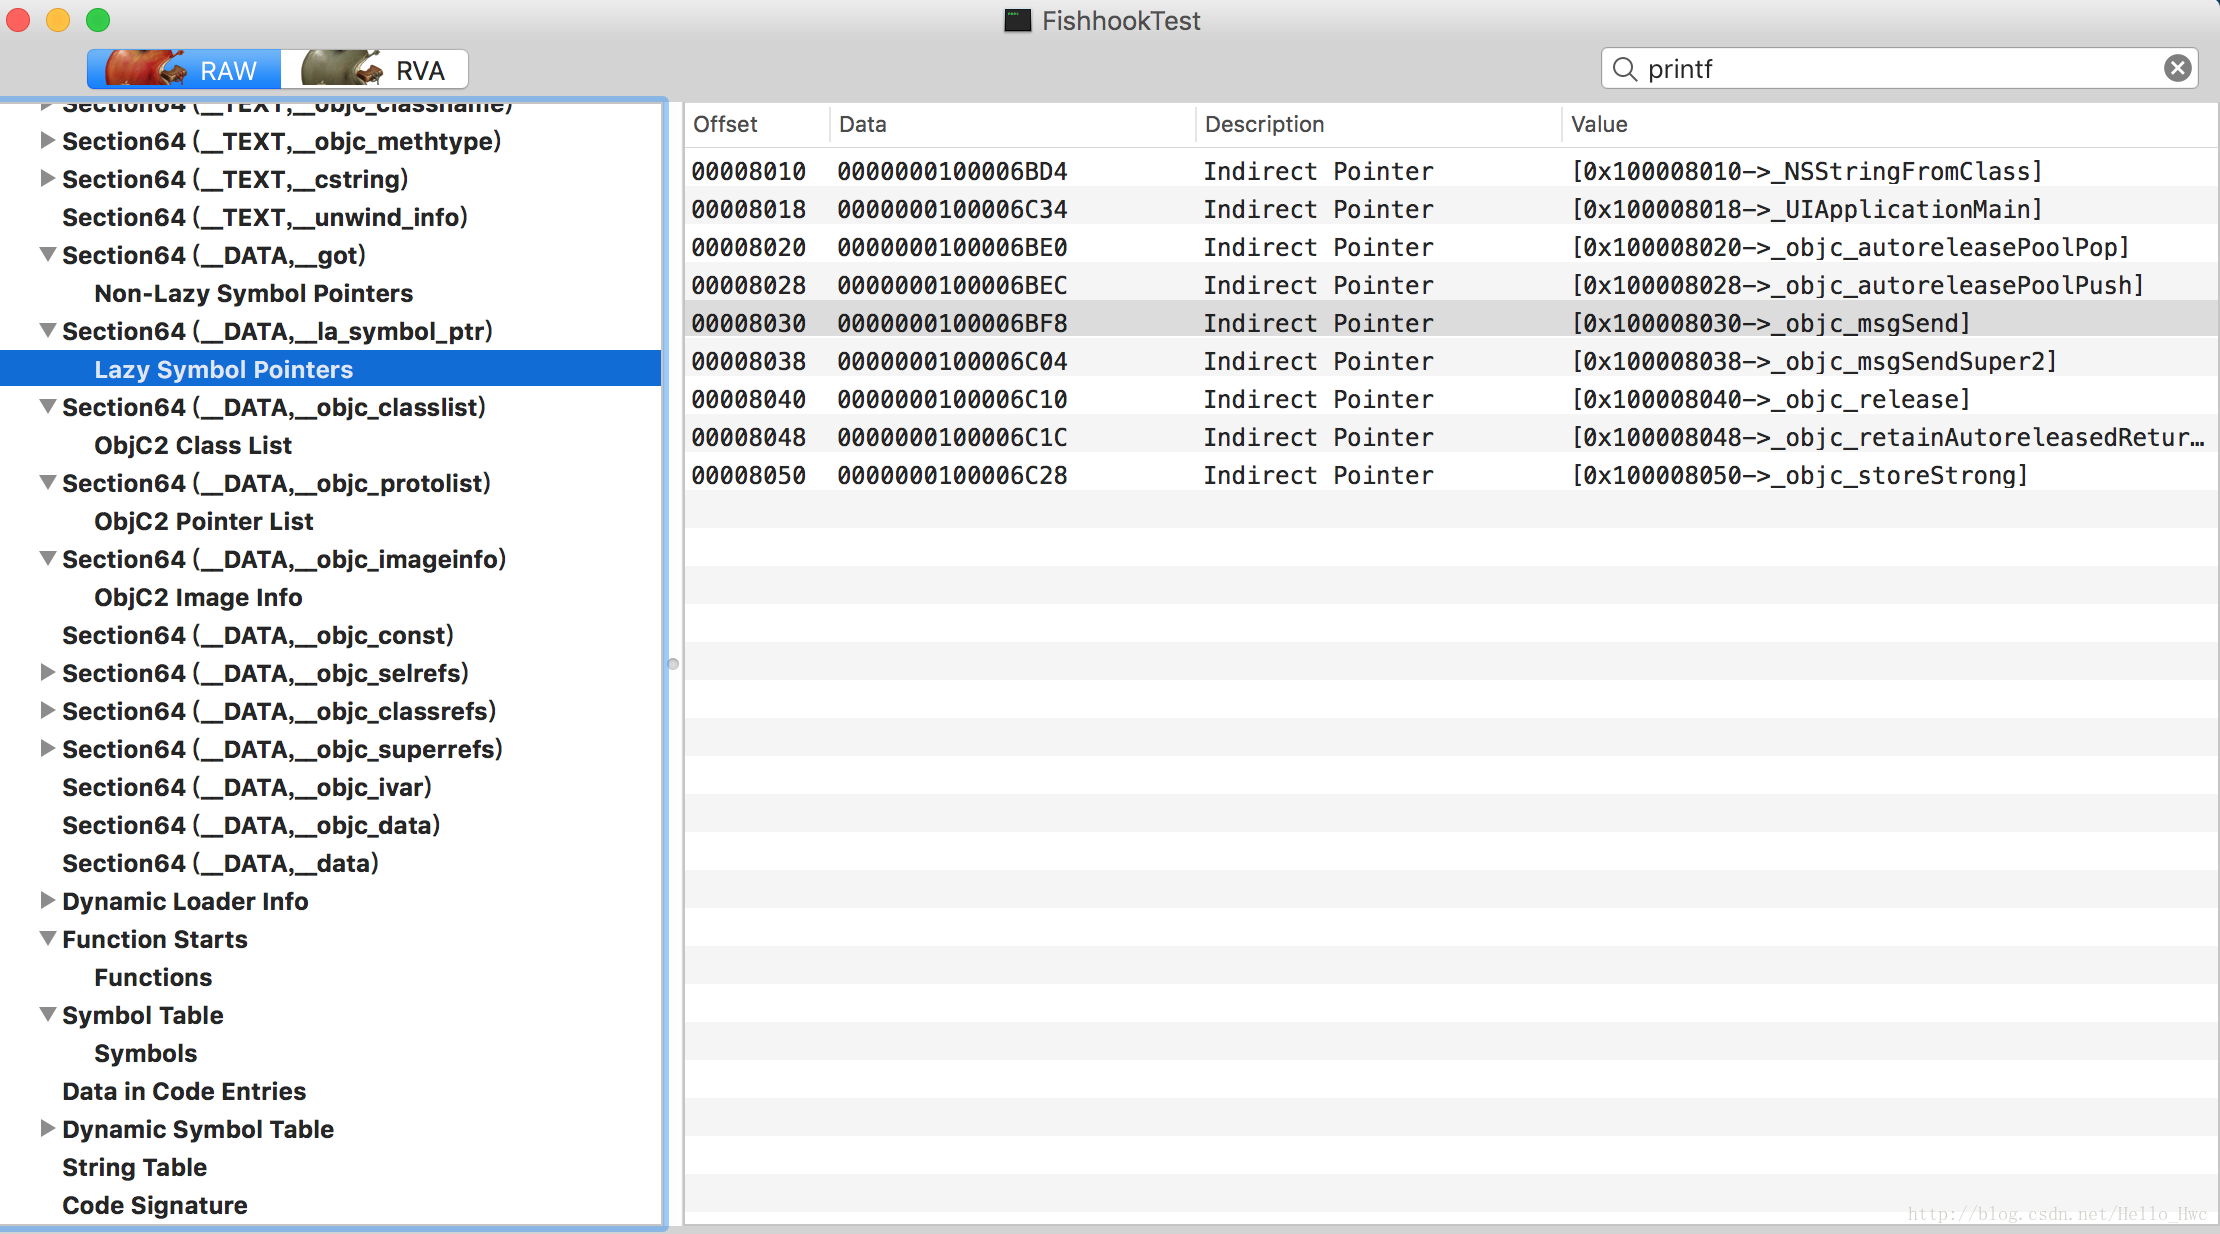 FishhookTest
RAW RVA printf
Section64 (__TEXT,__objc_classname)
Section64 (__TEXT,__objc_methtype)
Section64 (__TEXT,__cstring)
Section64 (__TEXT,__unwind_info)
Section64 (__DATA,__got)
Non-Lazy Symbol Pointers
Section64 (__DATA,__la_symbol_ptr)
Lazy Symbol Pointers
Section64 (__DATA,__objc_classlist)
ObjC2 Class List
Section64 (__DATA,__objc_protolist)
ObjC2 Pointer List
Section64 (__DATA,__objc_imageinfo)
ObjC2 Image Info
Section64 (__DATA,__objc_const)
Section64 (__DATA,__objc_selrefs)
Section64 (__DATA,__objc_classrefs)
Section64 (__DATA,__objc_superrefs)
Section64 (__DATA,__objc_ivar)
Section64 (__DATA,__objc_data)
Section64 (__DATA,__data)
Dynamic Loader Info
Function Starts
Functions
Symbol Table
Symbols
Data in Code Entries
Dynamic Symbol Table
String Table
Code Signature
Offset Data Description Value
00008010 0000000100006BD4 Indirect Pointer [0x100008010->_NSStringFromClass]
00008018 0000000100006C34 Indirect Pointer [0x100008018->_UIApplicationMain]
00008020 0000000100006BE0 Indirect Pointer [0x100008020->_objc_autoreleasePoolPop]
00008028 0000000100006BEC Indirect Pointer [0x100008028->_objc_autoreleasePoolPush]
00008030 0000000100006BF8 Indirect Pointer [0x100008030->_objc_msgSend]
00008038 0000000100006C04 Indirect Pointer [0x100008038->_objc_msgSendSuper2]
00008040 0000000100006C10 Indirect Pointer [0x100008040->_objc_release]
00008048 0000000100006C1C Indirect Pointer [0x100008048->_objc_retainAutoreleasedRetur…
00008050 0000000100006C28 Indirect Pointer [0x100008050->_objc_storeStrong]
http://blog.csdn.net/Hello_Hwc